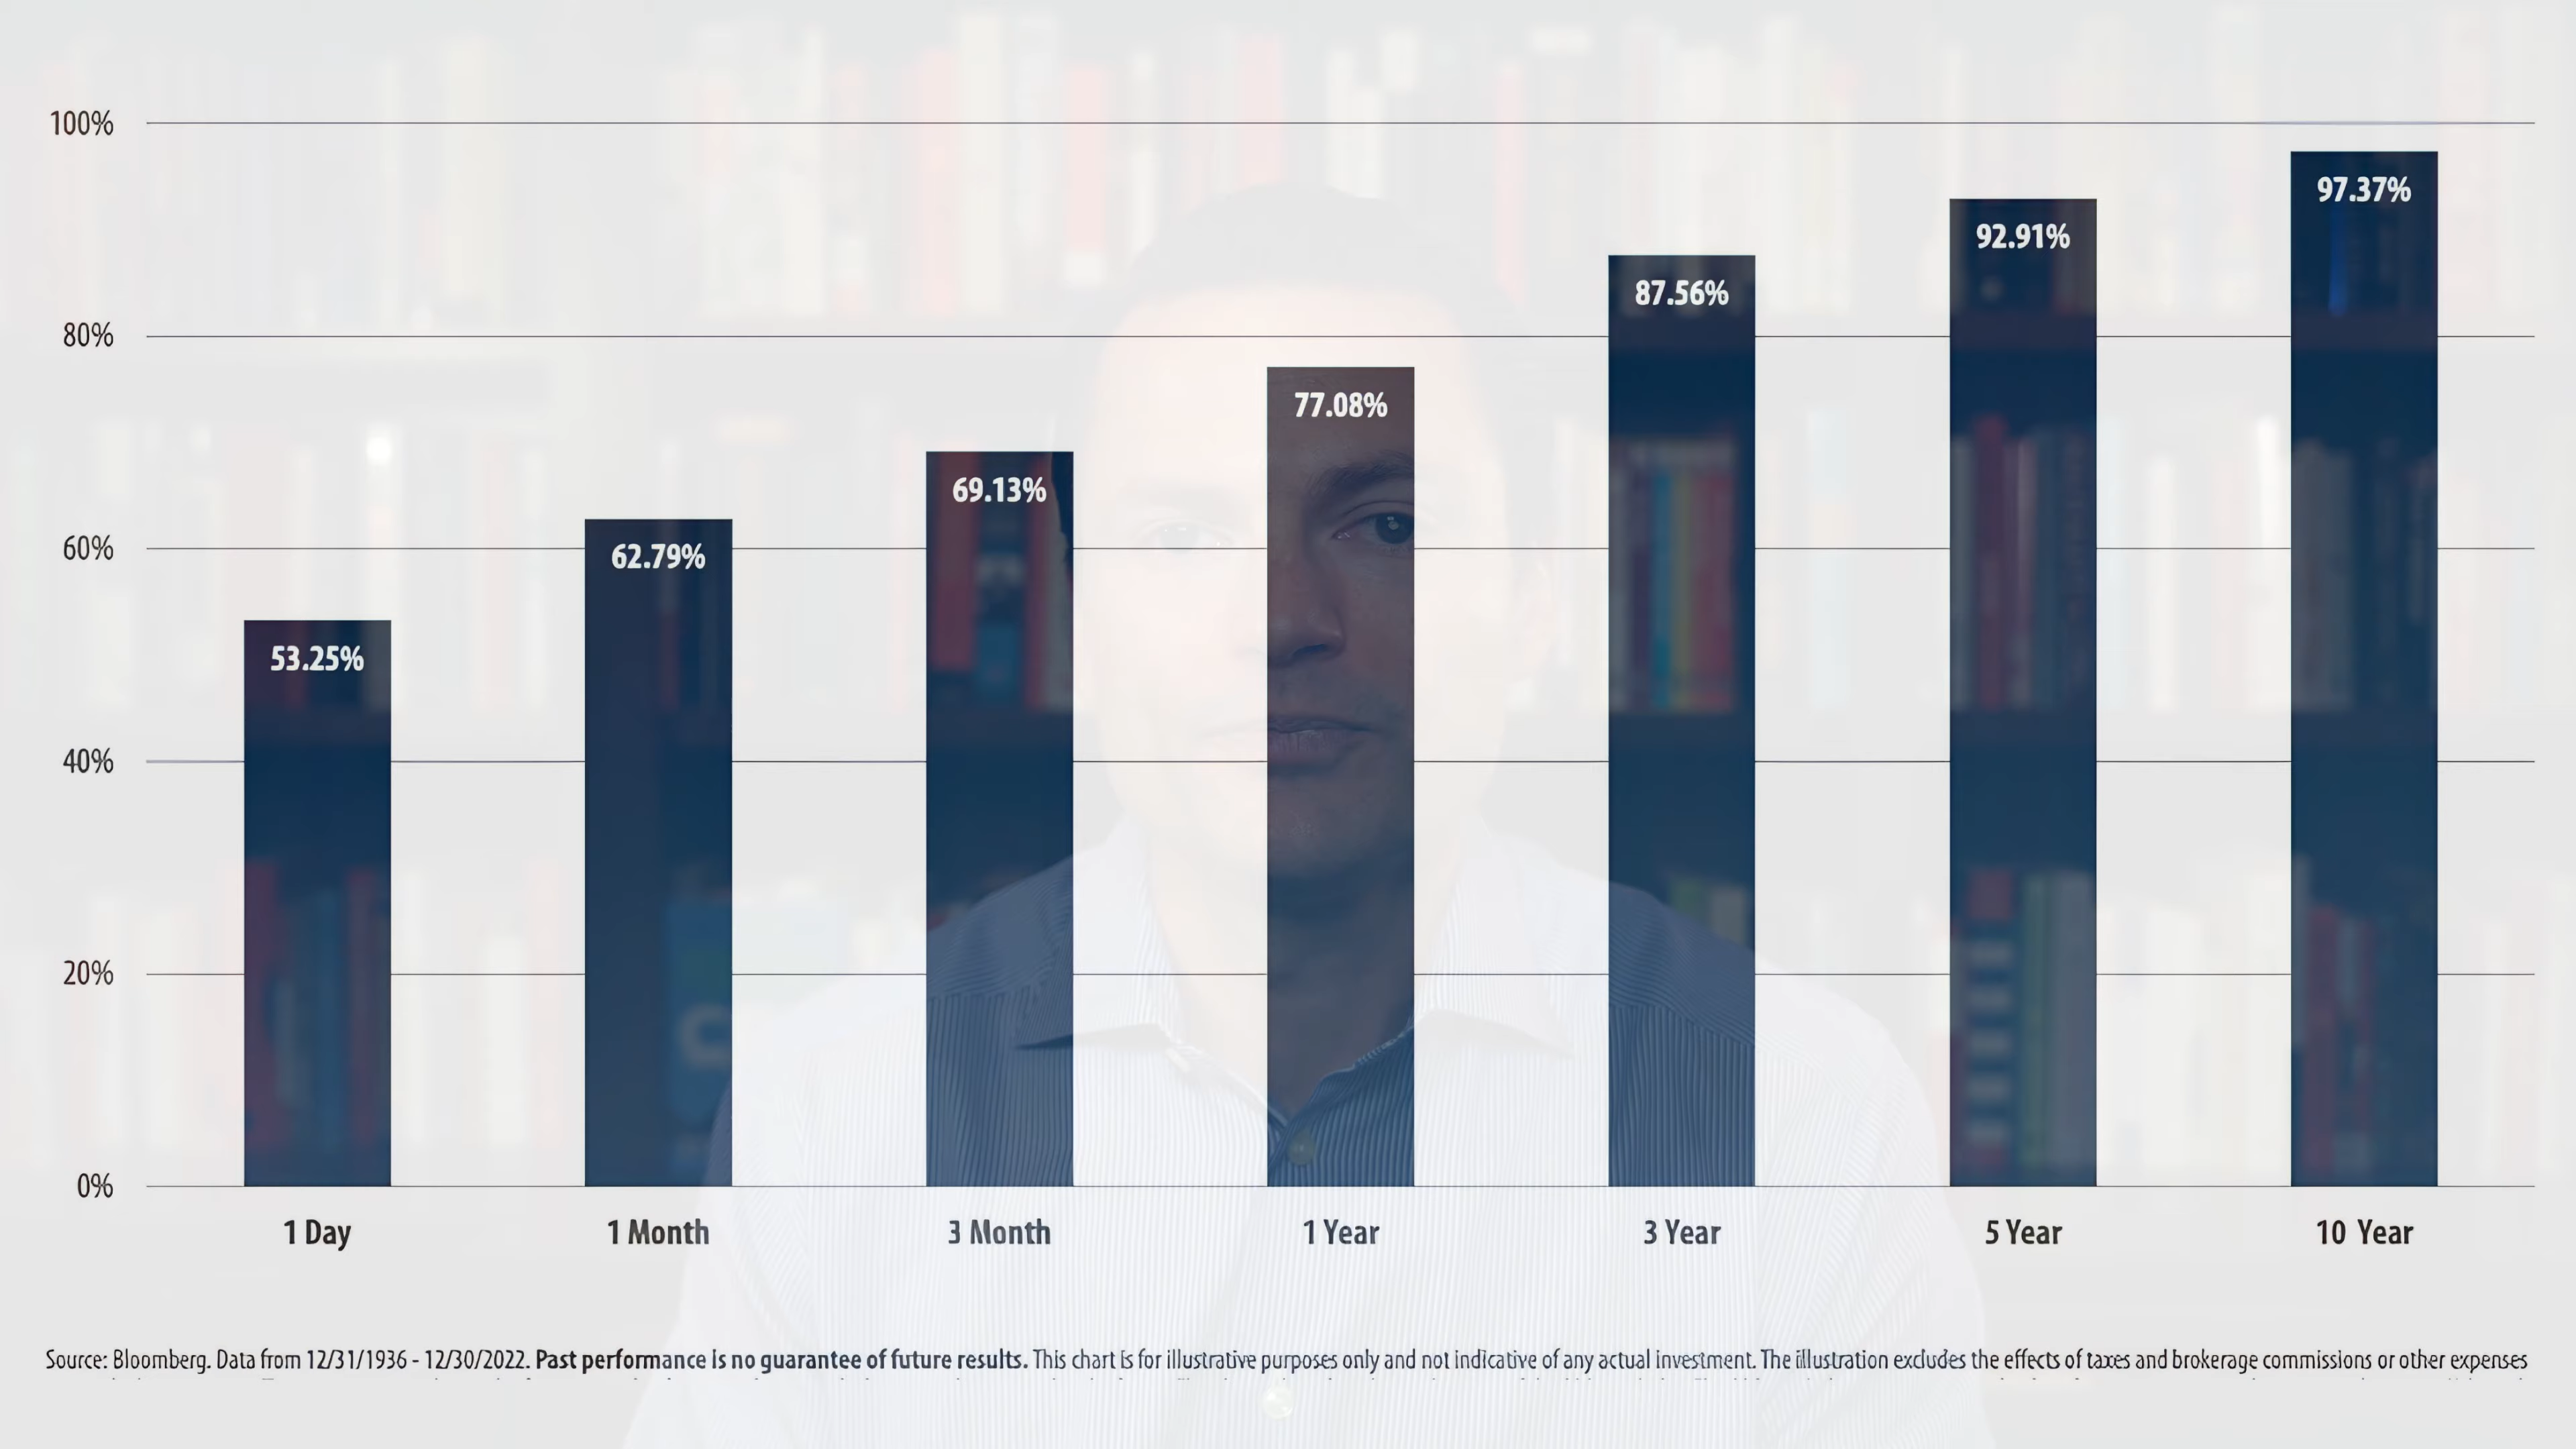 100%
97.37%
92.91%
87.56%
80%
77.08%
69.13%
62.79%
60%
53.25%
40%
20%
0%
1 Day
1 Month
3 Month
1 Year
3 Year
5 Year
10 Year
Source: Bloomberg. Data from 12/31/1936 - 12/30/2022. Past performance is no guarantee of future results. This chart is for illustrative purposes only and not indicative of any actual investment. The illustration excludes the effects of taxes and brokerage commissions or other expenses